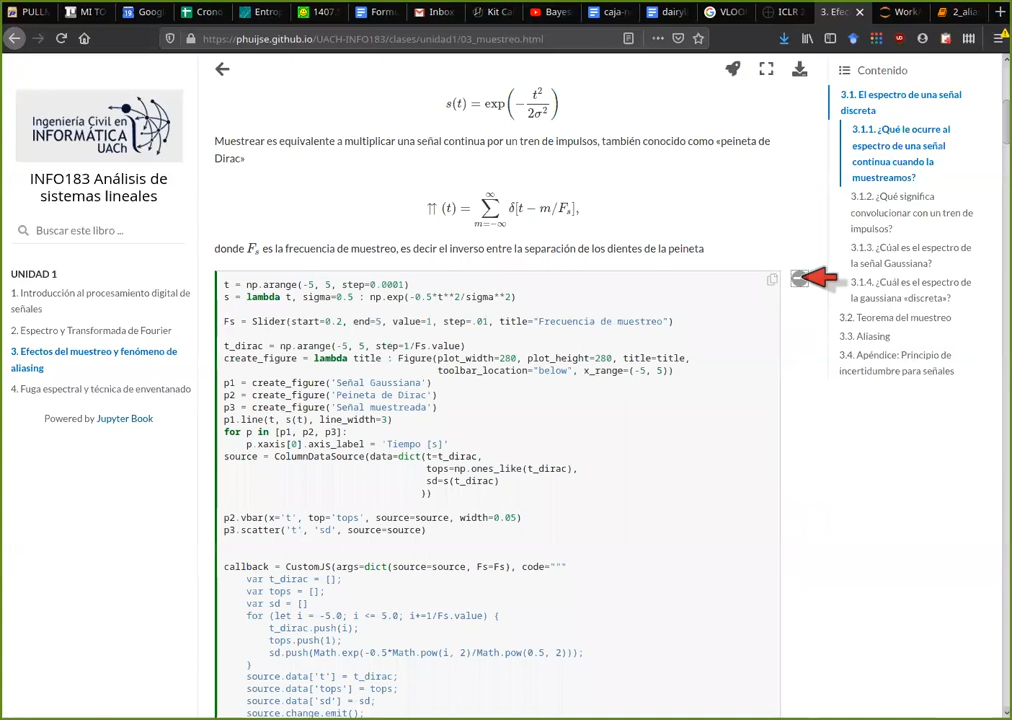 PULLM
MI TO
Googl
Crono
Entrop
1407.
Formu
Inbox
Kit Ca
Bayes
caja-n
dairyl
VLOO
ICLR 2
3. Efec
Work
2_alia
https://phuijse.github.io/UACH-INFO183/clases/unidad1/03_muestreo.html
Ingeniería Civil en
INFORMÁTICA
UACh
INFO183 Análisis de
sistemas lineales
Buscar este libro ...
UNIDAD 1
1. Introducción al procesamiento digital de
señales
2. Espectro y Transformada de Fourier
3. Efectos del muestreo y fenómeno de
aliasing
4. Fuga espectral y técnica de enventanado
Powered by Jupyter Book
s(t) = exp(−t²/2σ²)
Muestrear es equivalente a multiplicar una señal continua por un tren de impulsos, también conocido como «peineta de
Dirac»
⇈ (t) = ∑_{m=−∞}^{∞} δ[t − m/F_s],
donde F_s es la frecuencia de muestreo, es decir el inverso entre la separación de los dientes de la peineta
t = np.arange(-5, 5, step=0.0001)
s = lambda t, sigma=0.5 : np.exp(-0.5*t**2/sigma**2)
Fs = Slider(start=0.2, end=5, value=1, step=.01, title="Frecuencia de muestreo")
t_dirac = np.arange(-5, 5, step=1/Fs.value)
create_figure = lambda title : Figure(plot_width=280, plot_height=280, title=title,
toolbar_location="below", x_range=(-5, 5))
p1 = create_figure('Señal Gaussiana')
p2 = create_figure('Peineta de Dirac')
p3 = create_figure('Señal muestreada')
p1.line(t, s(t), line_width=3)
for p in [p1, p2, p3]:
p.xaxis[0].axis_label = 'Tiempo [s]'
source = ColumnDataSource(data=dict(t=t_dirac,
tops=np.ones_like(t_dirac),
sd=s(t_dirac)
))
p2.vbar(x='t', top='tops', source=source, width=0.05)
p3.scatter('t', 'sd', source=source)
callback = CustomJS(args=dict(source=source, Fs=Fs), code="""
var t_dirac = [];
var tops = [];
var sd = []
for (let i = -5.0; i <= 5.0; i+=1/Fs.value) {
t_dirac.push(i);
tops.push(1);
sd.push(Math.exp(-0.5*Math.pow(i, 2)/Math.pow(0.5, 2)));
}
source.data['t'] = t_dirac;
source.data['tops'] = tops;
source.data['sd'] = sd;
source.change.emit();
Contenido
3.1. El espectro de una señal
discreta
3.1.1. ¿Qué le ocurre al
espectro de una señal
continua cuando la
muestreamos?
3.1.2. ¿Qué significa
convolucionar con un tren de
impulsos?
3.1.3. ¿Cúal es el espectro de
la señal Gaussiana?
3.1.4. ¿Cuál es el espectro de
la gaussiana «discreta»?
3.2. Teorema del muestreo
3.3. Aliasing
3.4. Apéndice: Principio de
incertidumbre para señales